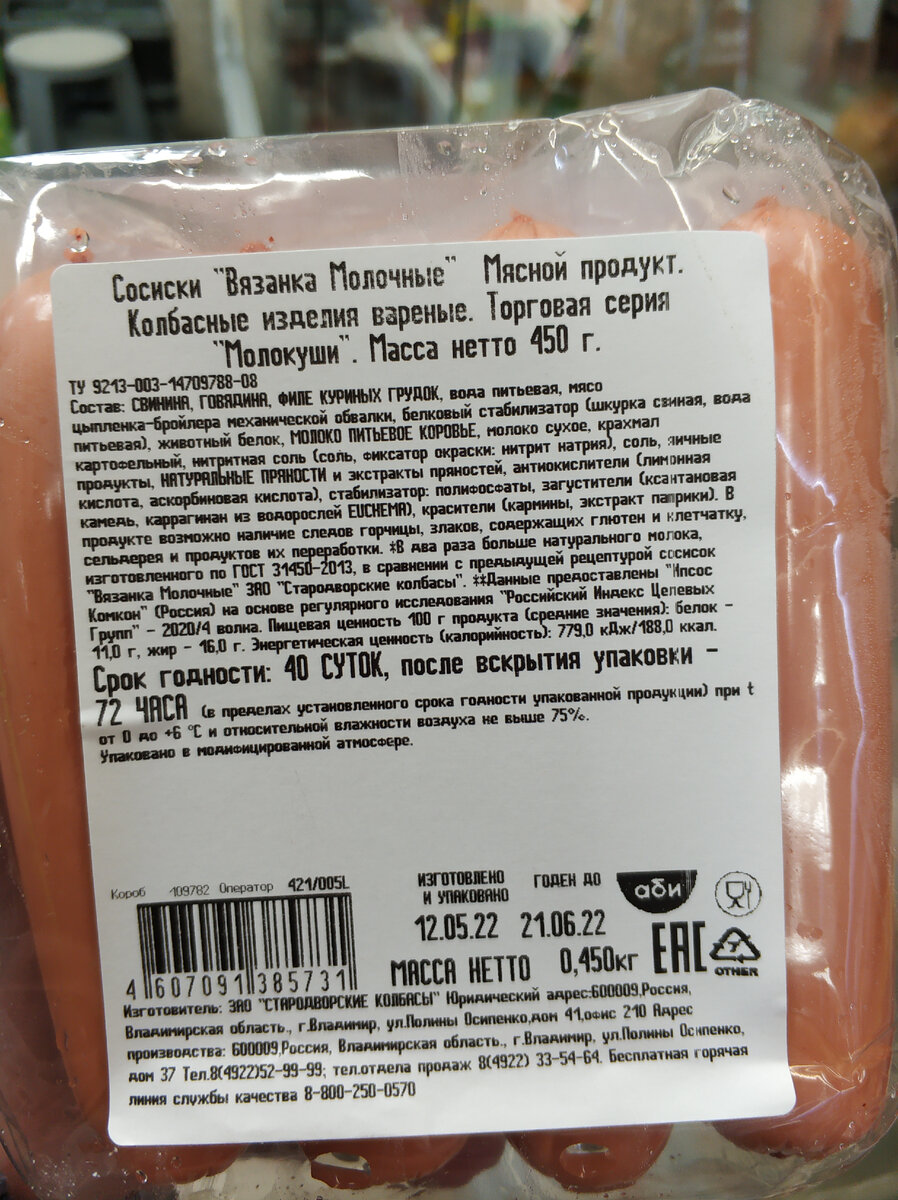 Сосиски "Вязанка Молочные" Мясной продукт.
Колбасные изделия вареные. Торговая серия
"Молокуши". Масса нетто 450 г.
ТУ 9213-003-14709788-08
Состав: СВИНИНА, ГОВЯДИНА, ФИЛЕ КУРИНЫХ ГРУДОК, вода питьевая, мясо
цыпленка-бройлера механической обвалки, белковый стабилизатор (шкурка свиная, вода
питьевая), животный белок, МОЛОКО ПИТЬЕВОЕ КОРОВЬЕ, молоко сухое, крахмал
картофельный, нитритная соль (соль, фиксатор окраски: нитрит натрия), соль, яичные
продукты, НАТУРАЛЬНЫЕ ПРЯНОСТИ и экстракты пряностей, антиокислители (лимонная
кислота, аскорбиновая кислота), стабилизатор: полифосфаты, загустители (ксантановая
камедь, каррагинан из водорослей EUCHEMA), красители (кармины, экстракт паприки). В
продукте возможно наличие следов горчицы, злаков, содержащих глютен и клетчатку,
сельдерея и продуктов их переработки. *В два раза больше натурального молока,
изготовленного по ГОСТ 31450-2013, в сравнении с предыдущей рецептурой сосисок
"Вязанка Молочные" ЗАО "Стародворские колбасы". **Данные предоставлены "Ипсос
Комкон" (Россия) на основе регулярного исследования "Российский Индекс Целевых
Групп" - 2020/4 волна. Пищевая ценность 100 г продукта (средние значения): белок -
11,0 г, жир - 16,0 г. Энергетическая ценность (калорийность): 779,0 кДж/188,0 ккал.
Срок годности: 40 СУТОК, после вскрытия упаковки -
72 ЧАСА (в пределах установленного срока годности упакованной продукции) при t
от 0 до +6 °С и относительной влажности воздуха не выше 75%.
Упаковано в модифицированной атмосфере.
Короб 109782 Оператор 421/005L
ИЗГОТОВЛЕНО ГОДЕН ДО
И УПАКОВАНО
аби
12.05.22 21.06.22
МАССА НЕТТО 0,450кг
EAC
7
OTHER
4 607091 385731
Изготовитель: ЗАО "СТАРОДВОРСКИЕ КОЛБАСЫ" Юридический адрес:600009,Россия,
Владимирская область., г.Владимир, ул.Полины Осипенко,дом 41,офис 210 Адрес
производства: 600009,Россия, Владимирская область., г.Владимир, ул.Полины Осипенко,
дом 37 Тел.8(4922)52-99-99; тел.отдела продаж 8(4922) 33-54-64. Бесплатная горячая
линия службы качества 8-800-250-0570